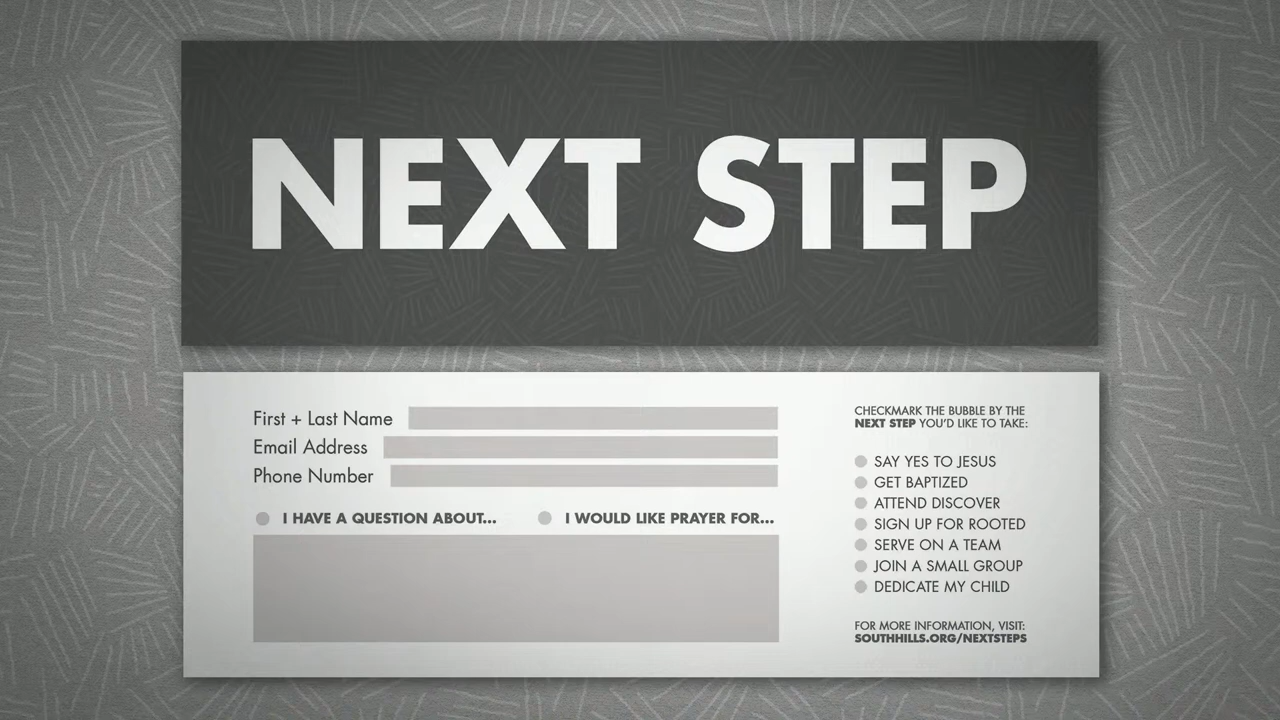 NEXT STEP
First + Last Name
Email Address
Phone Number
I HAVE A QUESTION ABOUT...
I WOULD LIKE PRAYER FOR...
CHECKMARK THE BUBBLE BY THE
NEXT STEP YOU'D LIKE TO TAKE:
SAY YES TO JESUS
GET BAPTIZED
ATTEND DISCOVER
SIGN UP FOR ROOTED
SERVE ON A TEAM
JOIN A SMALL GROUP
DEDICATE MY CHILD
FOR MORE INFORMATION, VISIT:
SOUTHHILLS.ORG/NEXTSTEPS